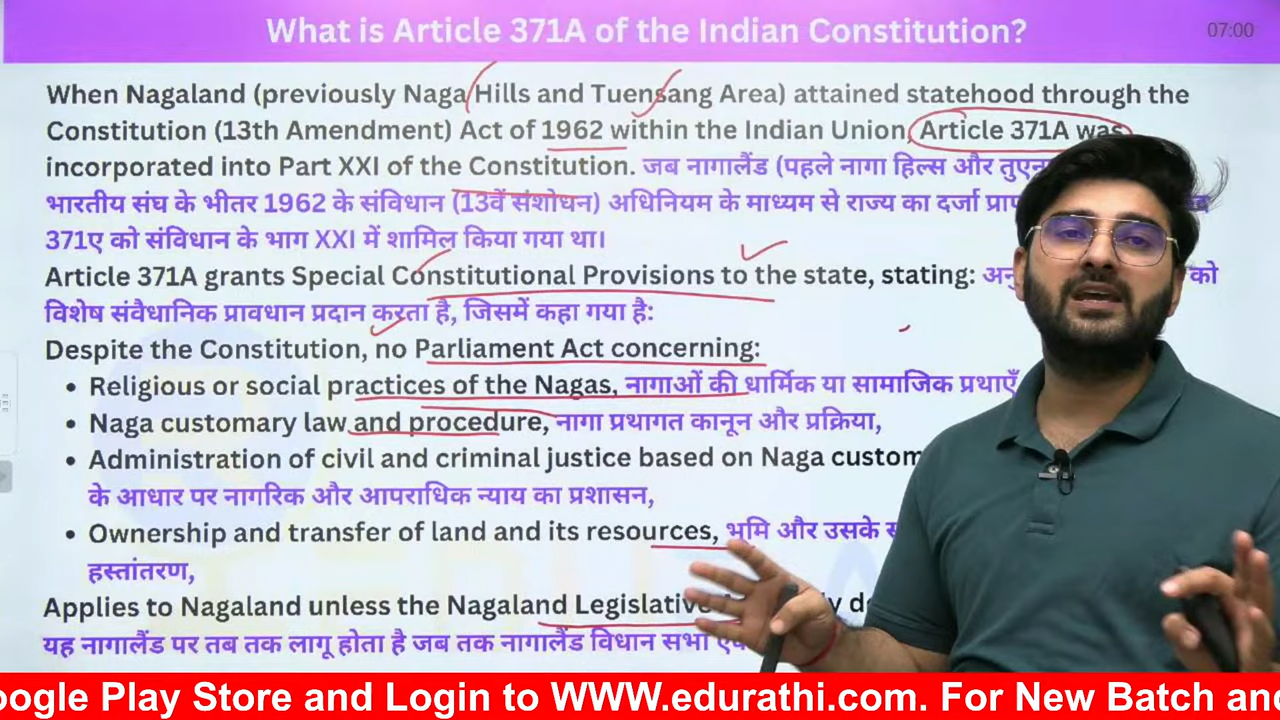 What is Article 371A of the Indian Constitution?
07:00
When Nagaland (previously Naga Hills and Tuensang Area) attained statehood through the
Constitution (13th Amendment) Act of 1962 within the Indian Union, Article 371A was
incorporated into Part XXI of the Constitution. जब नागालैंड (पहले नागा हिल्स और
भारतीय संघ के भीतर 1962 के संविधान (13वें संशोधन) अधिनियम के माध्यम से राज्य का दर्जा
371ए को संविधान के भाग XXI में शामिल किया गया था।
Article 371A grants Special Constitutional Provisions to the state, stating: को
विशेष संवैधानिक प्रावधान प्रदान करता है, जिसमें कहा गया है:
Despite the Constitution, no Parliament Act concerning:
• Religious or social practices of the Nagas, नागाओं की धार्मिक या सामाजिक प्रथाएँ
• Naga customary law and procedure, नागा प्रथागत कानून और प्रक्रिया,
• Administration of civil and criminal justice based on Naga
के आधार पर नागरिक और आपराधिक न्याय का प्रशासन,
• Ownership and transfer of land and its resources, भूमि और उसके
हस्तांतरण,
Applies to Nagaland unless the Nagaland Legislative
यह नागालैंड पर तब तक लागू होता है जब तक नागालैंड विधान सभा
Play Store and Login to WWW.edurathi.com. For New Batch